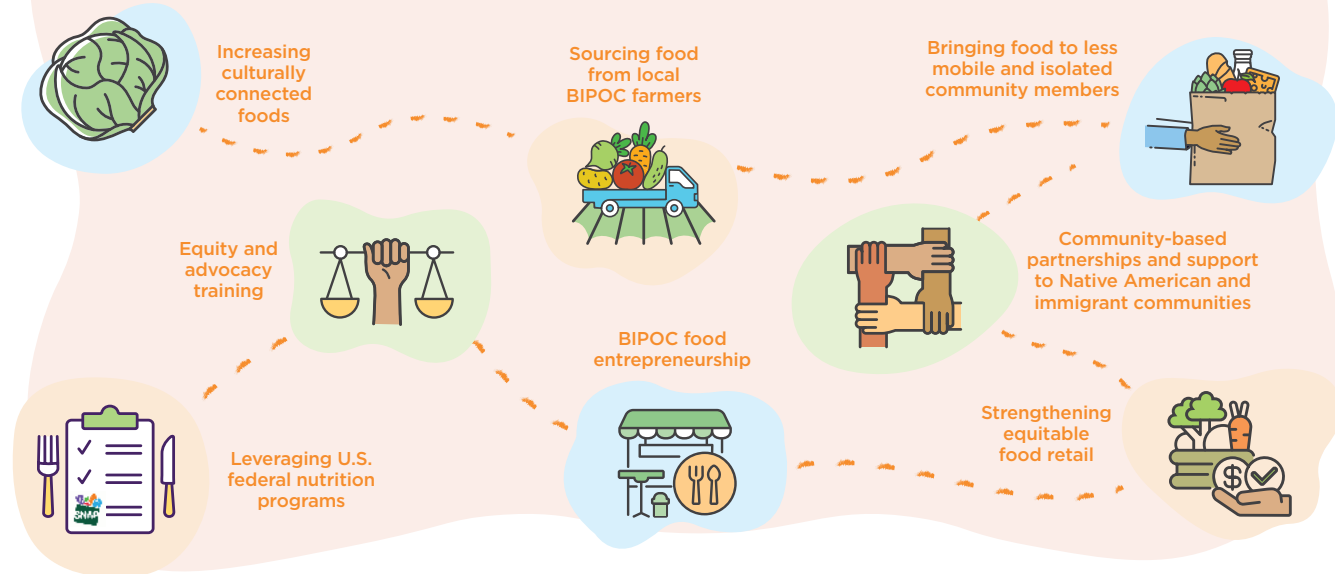 Increasing
culturally
connected
foods
Sourcing food
from local
BIPOC farmers
Bringing food to less
mobile and isolated
community members
Community-based
partnerships and support
to Native American and
immigrant communities
Strengthening
equitable
food retail
$
BIPOC food
entrepreneurship
Equity and
advocacy
training
Leveraging U.S.
federal nutrition
programs
SNAP